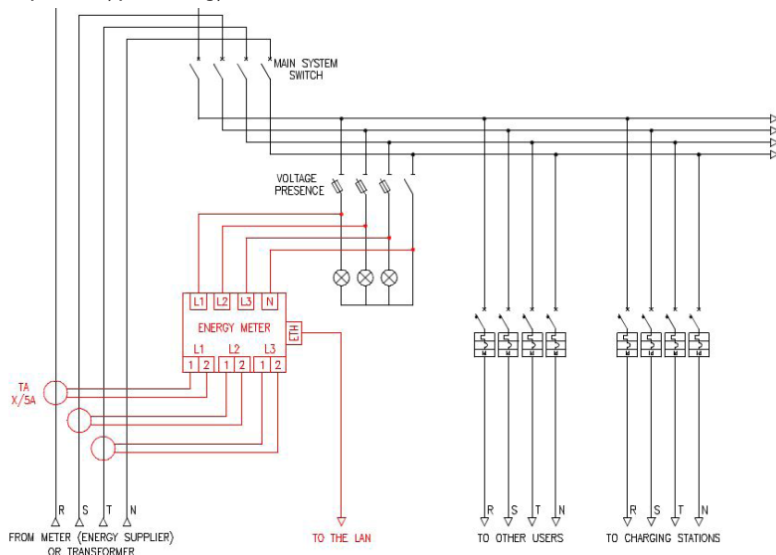 MAIN SYSTEM
SWITCH
VOLTAGE
PRESENCE
L1 L2 L3 N
ENERGY METER
ETH
L1 L2 L3
1 2 1 2 1 2
TA
X/5A
R S T N
FROM METER (ENERGY SUPPLIER)
OR TRANSFORMER
TO THE LAN
R S T N
TO OTHER USERS
R S T N
TO CHARGING STATIONS